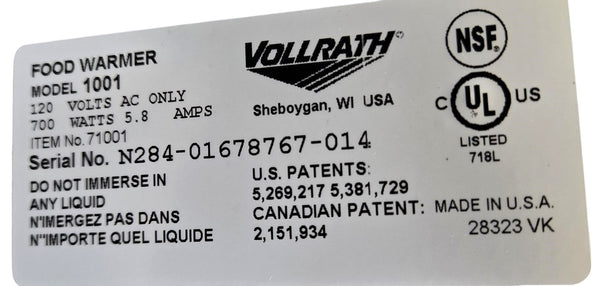 FOOD WARMER
MODEL 1001
120 VOLTS AC ONLY
700 WATTS 5.8 AMPS
ITEM No. 71001
Serial No. N284-01678767-014
DO NOT IMMERSE IN
ANY LIQUID
N'IMERGEZ PAS DANS
N"IMPORTE QUEL LIQUIDE
VOLLRATH®
Sheboygan, WI USA
U.S. PATENTS:
5,269,217 5,381,729
CANADIAN PATENT:
2,151,934
NSF®
C UL® US
LISTED
718L
MADE IN U.S.A.
28323 VK